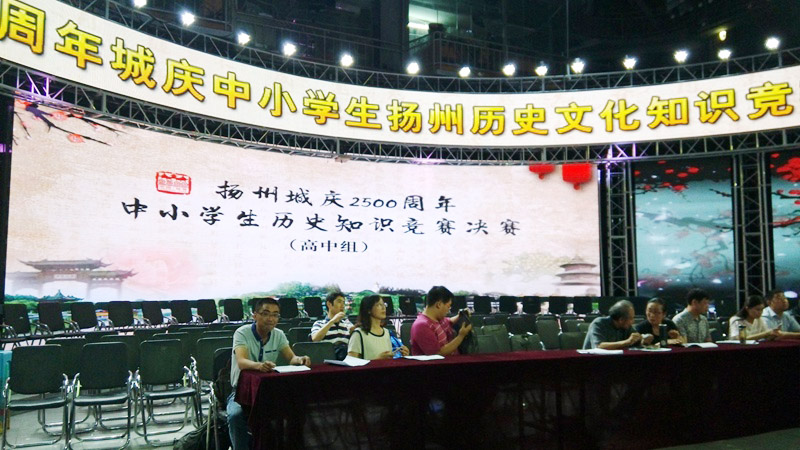 周年城庆中小学生扬州历史文化知识竞
扬州城庆2500周年
中小学生历史知识竞赛决赛
（高中组）